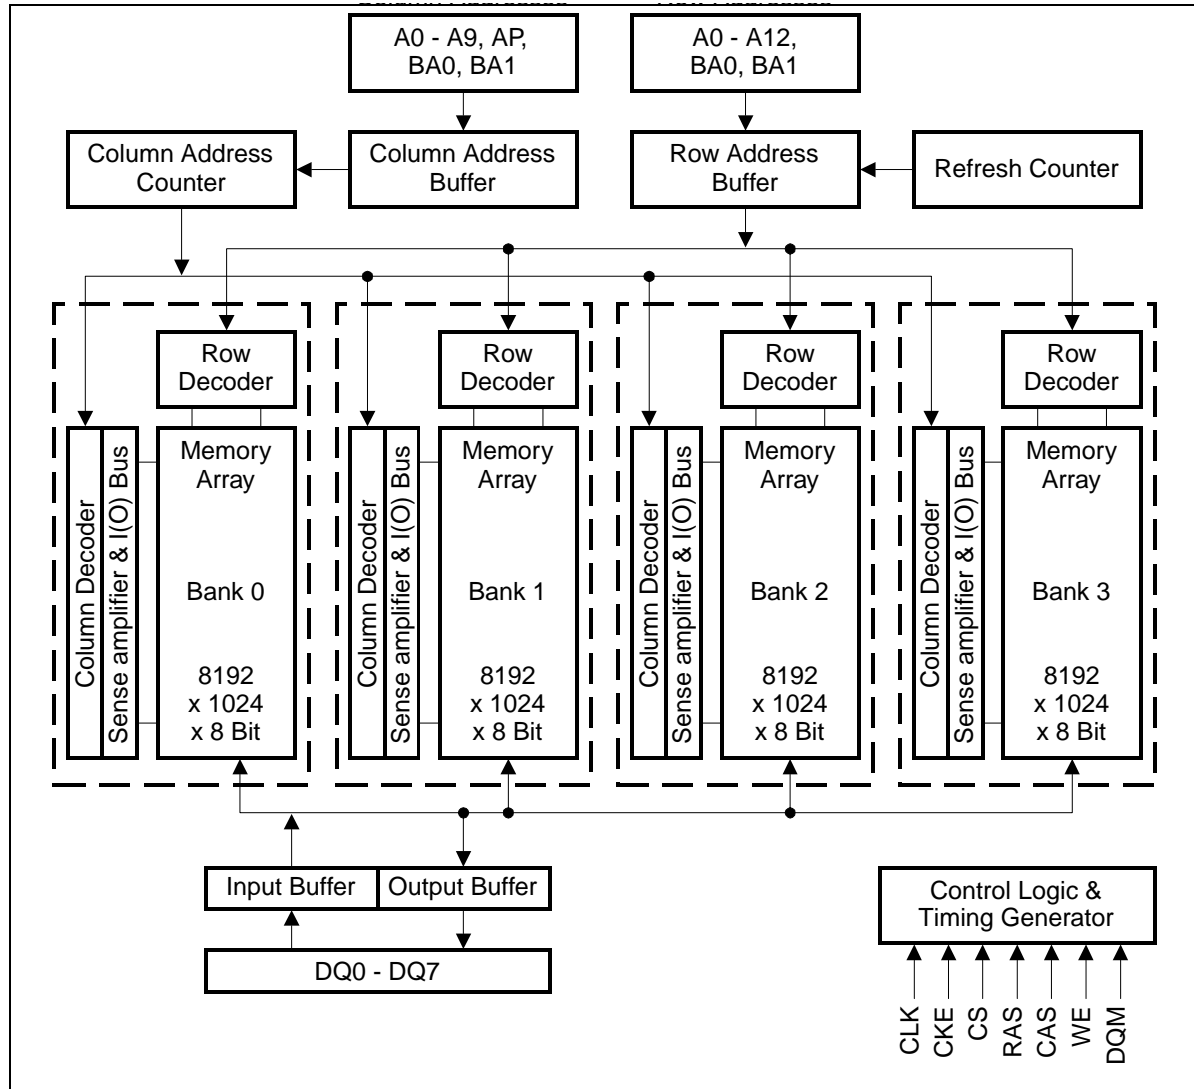 A0 - A9, AP,
BA0, BA1
A0 - A12,
BA0, BA1
Column Address
Counter
Column Address
Buffer
Row Address
Buffer
Refresh Counter
Row
Decoder
Row
Decoder
Row
Decoder
Row
Decoder
Column Decoder
Sense amplifier & I(O) Bus
Memory
Array
Bank 0
8192
x 1024
x 8 Bit
Column Decoder
Sense amplifier & I(O) Bus
Memory
Array
Bank 1
8192
x 1024
x 8 Bit
Column Decoder
Sense amplifier & I(O) Bus
Memory
Array
Bank 2
8192
x 1024
x 8 Bit
Column Decoder
Sense amplifier & I(O) Bus
Memory
Array
Bank 3
8192
x 1024
x 8 Bit
Input Buffer
Output Buffer
DQ0 - DQ7
Control Logic &
Timing Generator
CLK
CKE
CS
RAS
CAS
WE
DQM